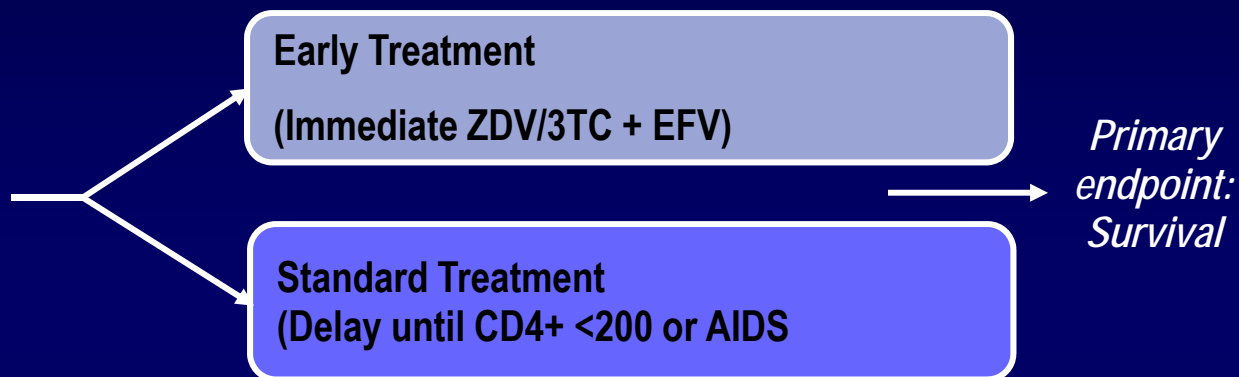 Early Treatment
(Immediate ZDV/3TC + EFV)
Primary
endpoint:
Survival
Standard Treatment
(Delay until CD4+ <200 or AIDS